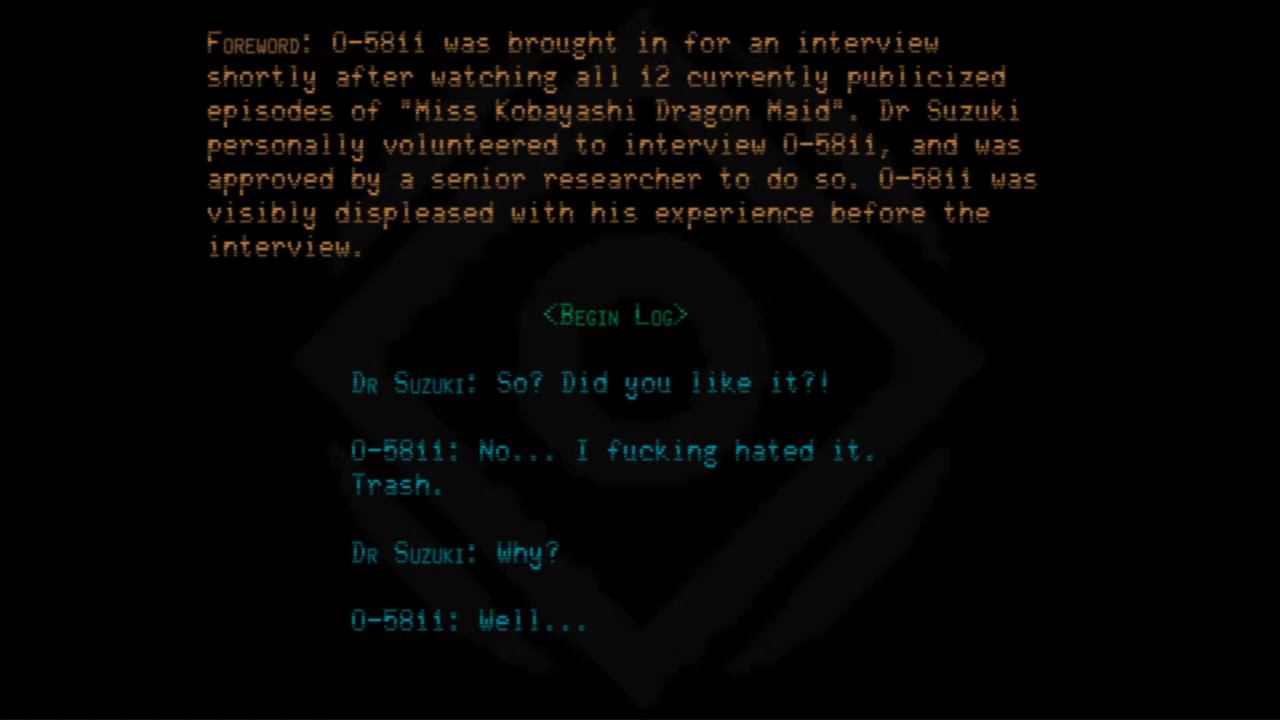 Foreword: O-5811 was brought in for an interview
shortly after watching all 12 currently publicized
episodes of "Miss Kobayashi Dragon Maid". Dr Suzuki
personally volunteered to interview O-5811, and was
approved by a senior researcher to do so. O-5811 was
visibly displeased with his experience before the
interview.
<Begin Log>
Dr Suzuki: So? Did you like it?!
O-5811: No... I fucking hated it.
Trash.
Dr Suzuki: Why?
O-5811: Well...